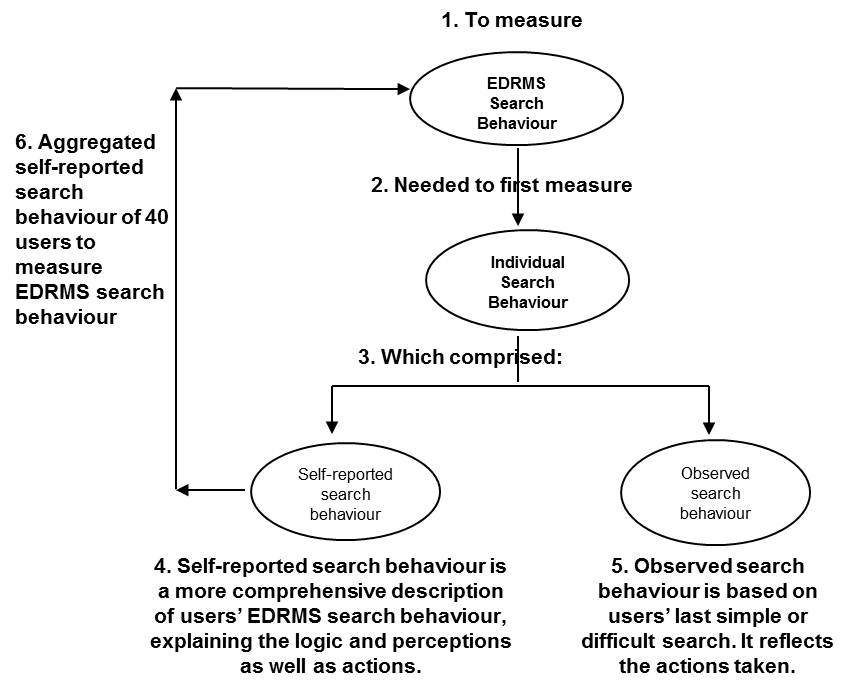 1. To measure
EDRMS
Search
Behaviour
2. Needed to first measure
Individual
Search
Behaviour
3. Which comprised:
Self-reported
search
behaviour
Observed
search
behaviour
4. Self-reported search behaviour is
a more comprehensive description
of users’ EDRMS search behaviour,
explaining the logic and perceptions
as well as actions.
5. Observed search
behaviour is based on
users’ last simple or
difficult search. It reflects
the actions taken.
6. Aggregated
self-reported
search
behaviour of 40
users to
measure
EDRMS search
behaviour